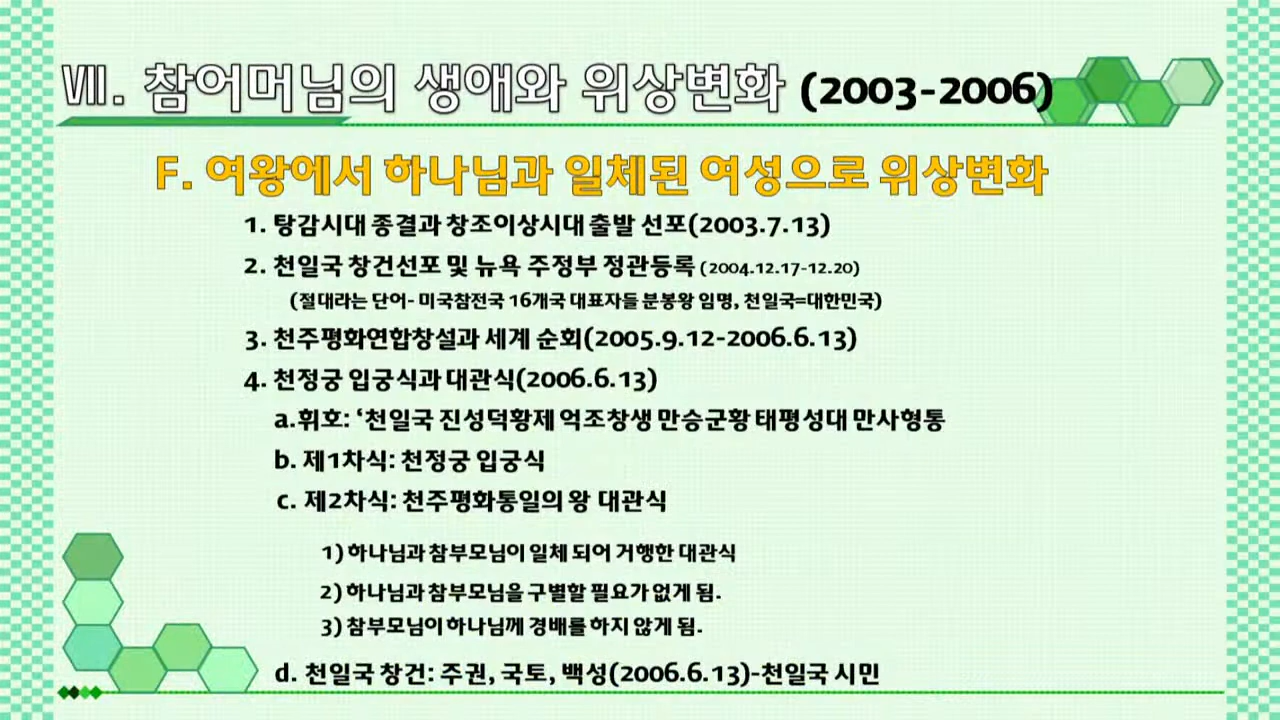 Ⅶ. 참어머님의 생애와 위상변화 (2003-2006)
F. 여왕에서 하나님과 일체된 여성으로 위상변화
1. 탕감시대 종결과 창조이상시대 출발 선포(2003.7.13)
2. 천일국 창건선포 및 뉴욕 주정부 정관등록 (2004.12.17-12.20)
(절대라는 단어- 미국참전국 16개국 대표자들 분봉왕 임명, 천일국=대한민국)
3. 천주평화연합창설과 세계 순회(2005.9.12-2006.6.13)
4. 천정궁 입궁식과 대관식(2006.6.13)
a.휘호: ‘천일국 진성덕황제 억조창생 만승군황 태평성대 만사형통
b. 제1차식: 천정궁 입궁식
c. 제2차식: 천주평화통일의 왕 대관식
1) 하나님과 참부모님이 일체 되어 거행한 대관식
2) 하나님과 참부모님을 구별할 필요가 없게 됨.
3) 참부모님이 하나님께 경배를 하지 않게 됨.
d. 천일국 창건: 주권, 국토, 백성(2006.6.13)-천일국 시민